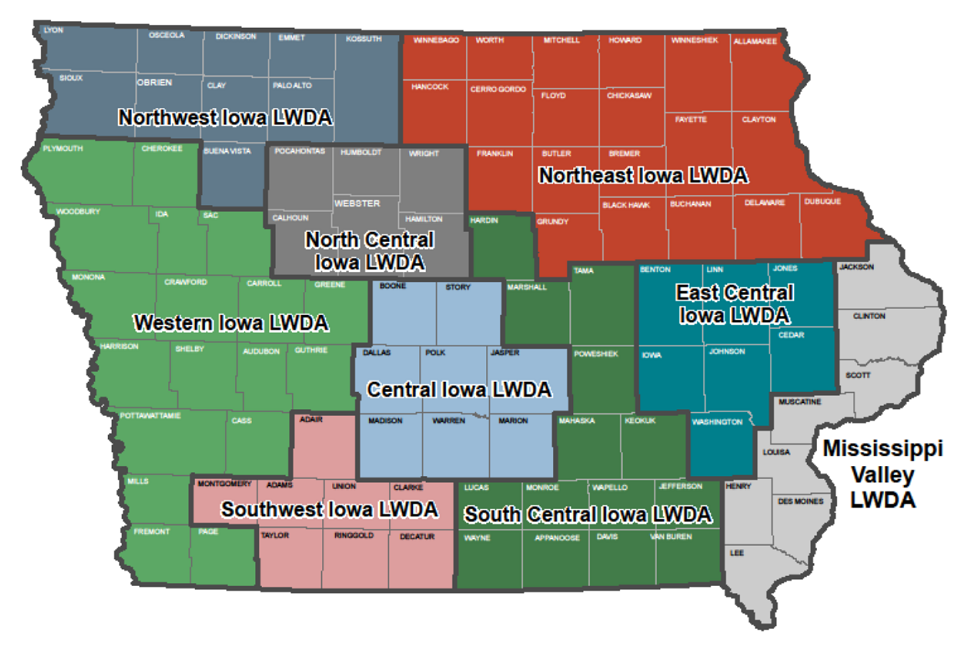 LYON OSCEOLA DICKINSON EMMET KOSSUTH WINNEBAGO WORTH MITCHELL HOWARD WINNESHIEK ALLAMAKEE
SIOUX OBRIEN CLAY PALO ALTO HANCOCK CERRO GORDO FLOYD CHICKASAW
Northwest Iowa LWDA
FAYETTE CLAYTON
PLYMOUTH CHEROKEE BUENA VISTA POCAHONTAS HUMBOLDT WRIGHT FRANKLIN BUTLER BREMER
Northeast Iowa LWDA
WOODBURY IDA SAC CALHOUN WEBSTER HAMILTON HARDIN GRUNDY BLACK HAWK BUCHANAN DELAWARE DUBUQUE
North Central
Iowa LWDA
MONONA CRAWFORD CARROLL GREENE BOONE STORY MARSHALL TAMA BENTON LINN JONES JACKSON
East Central
Iowa LWDA
Western Iowa LWDA
CLINTON
CEDAR
HARRISON SHELBY AUDUBON GUTHRIE DALLAS POLK JASPER POWESHIEK IOWA JOHNSON
SCOTT
Central Iowa LWDA
MUSCATINE
POTTAWATTAMIE CASS ADAIR MADISON WARREN MARION MAHASKA KEOKUK WASHINGTON
LOUISA
Mississippi
Valley
LWDA
MILLS MONTGOMERY ADAMS UNION CLARKE LUCAS MONROE WAPELLO JEFFERSON HENRY
DES MOINES
Southwest Iowa LWDA
South Central Iowa LWDA
FREMONT PAGE TAYLOR RINGGOLD DECATUR WAYNE APPANOOSE DAVIS VAN BUREN
LEE